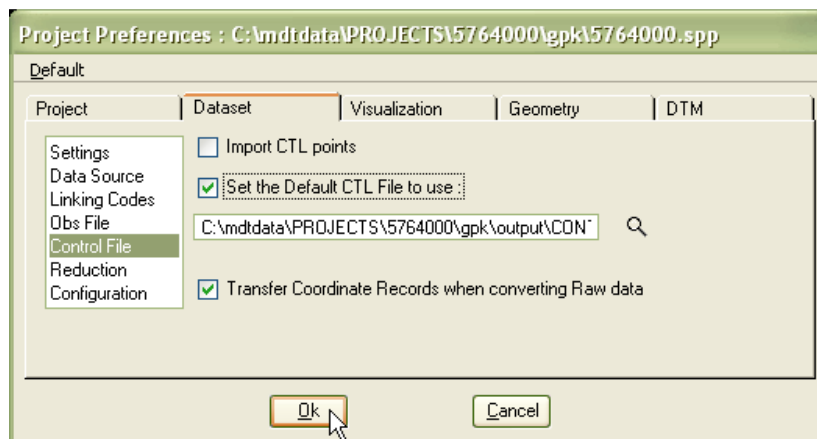 Project Preferences : C:\mdtdata\PROJECTS\5764000\gpk\5764000.spp
Default
Project Dataset Visualization Geometry DTM
Settings
Data Source
Linking Codes
Obs File
Control File
Reduction
Configuration
Import CTL points
Set the Default CTL File to use :
C:\mdtdata\PROJECTS\5764000\gpk\output\CON
Transfer Coordinate Records when converting Raw data
Ok Cancel